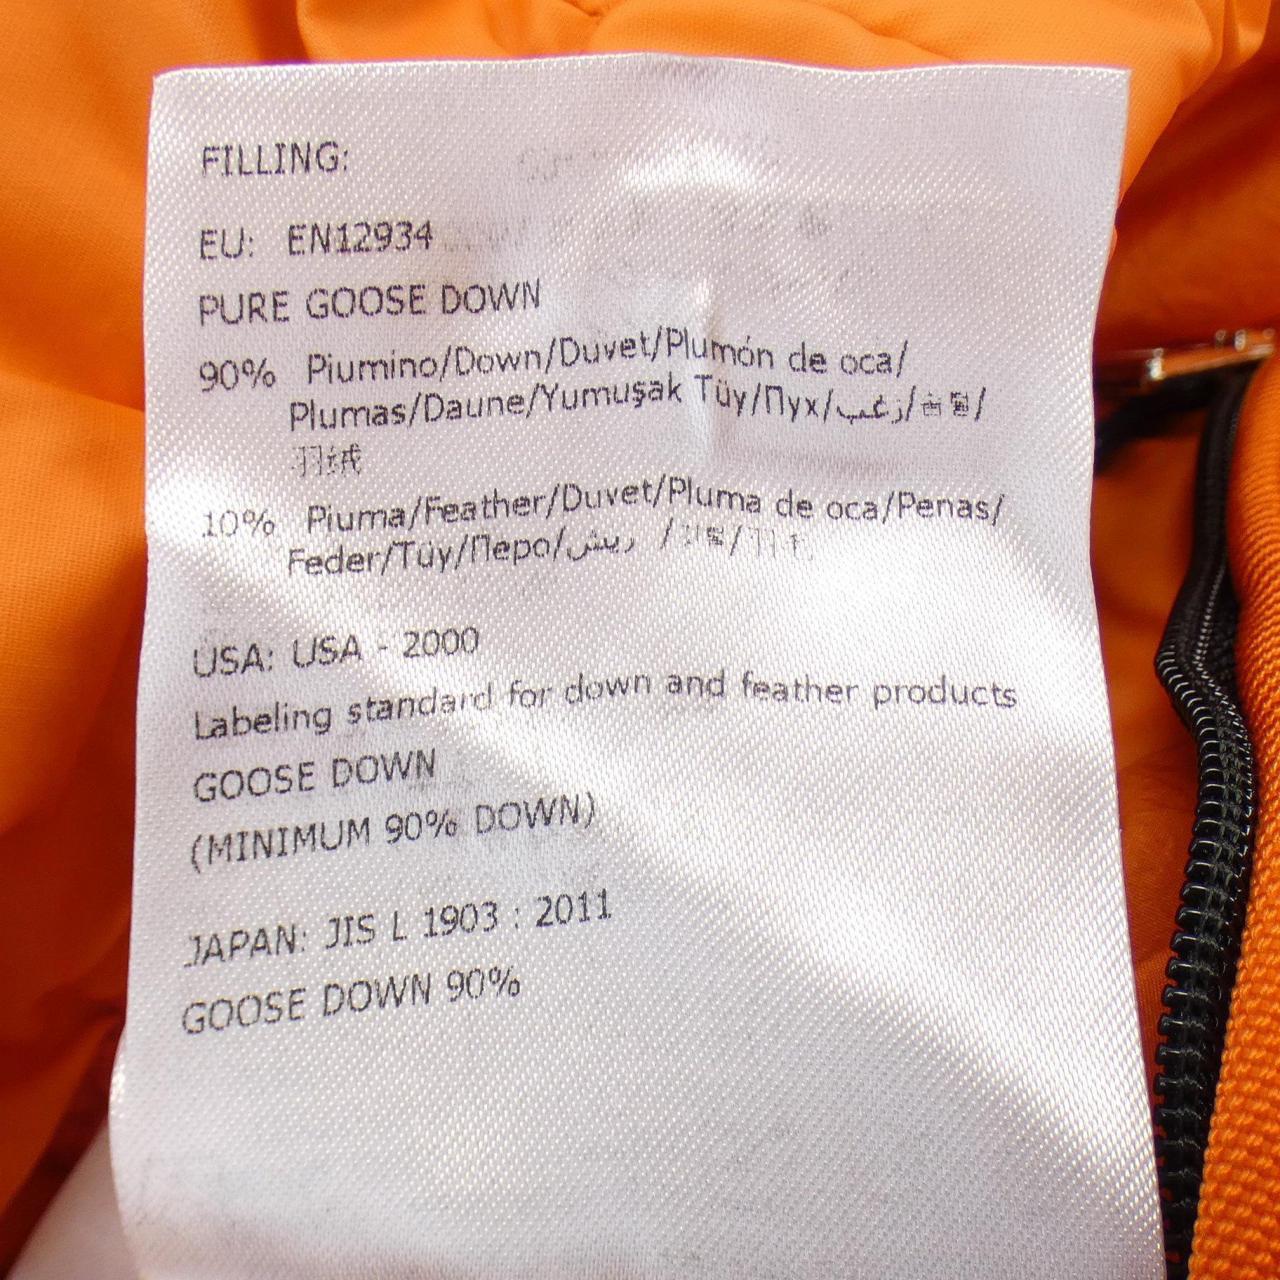 FILLING:
EU: EN12934
PURE GOOSE DOWN
90% Piumino/Down/Duvet/Plumón de oca/
Plumas/Daune/Yumuşak Tüy/Пух/زغب/
羽绒
10% Piuma/Feather/Duvet/Pluma de oca/Penas/
Feder/Tüy/Перо/ريش /
USA: USA - 2000
Labeling standard for down and feather products
GOOSE DOWN
(MINIMUM 90% DOWN)
JAPAN: JIS L 1903 : 2011
GOOSE DOWN 90%